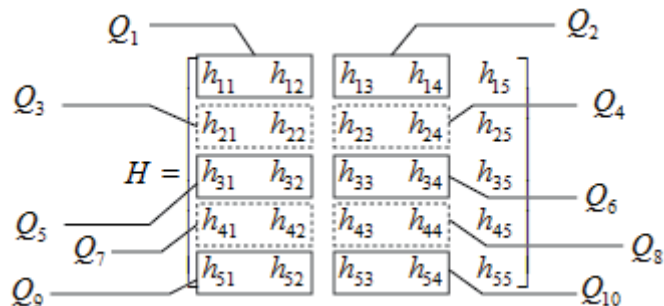 Q₁ Q₂
h₁₁ h₁₂ h₁₃ h₁₄ h₁₅
Q₃ Q₄
h₂₁ h₂₂ h₂₃ h₂₄ h₂₅
H = h₃₁ h₃₂ h₃₃ h₃₄ h₃₅
Q₅ Q₆
h₄₁ h₄₂ h₄₃ h₄₄ h₄₅
Q₇ Q₈
h₅₁ h₅₂ h₅₃ h₅₄ h₅₅
Q₉ Q₁₀